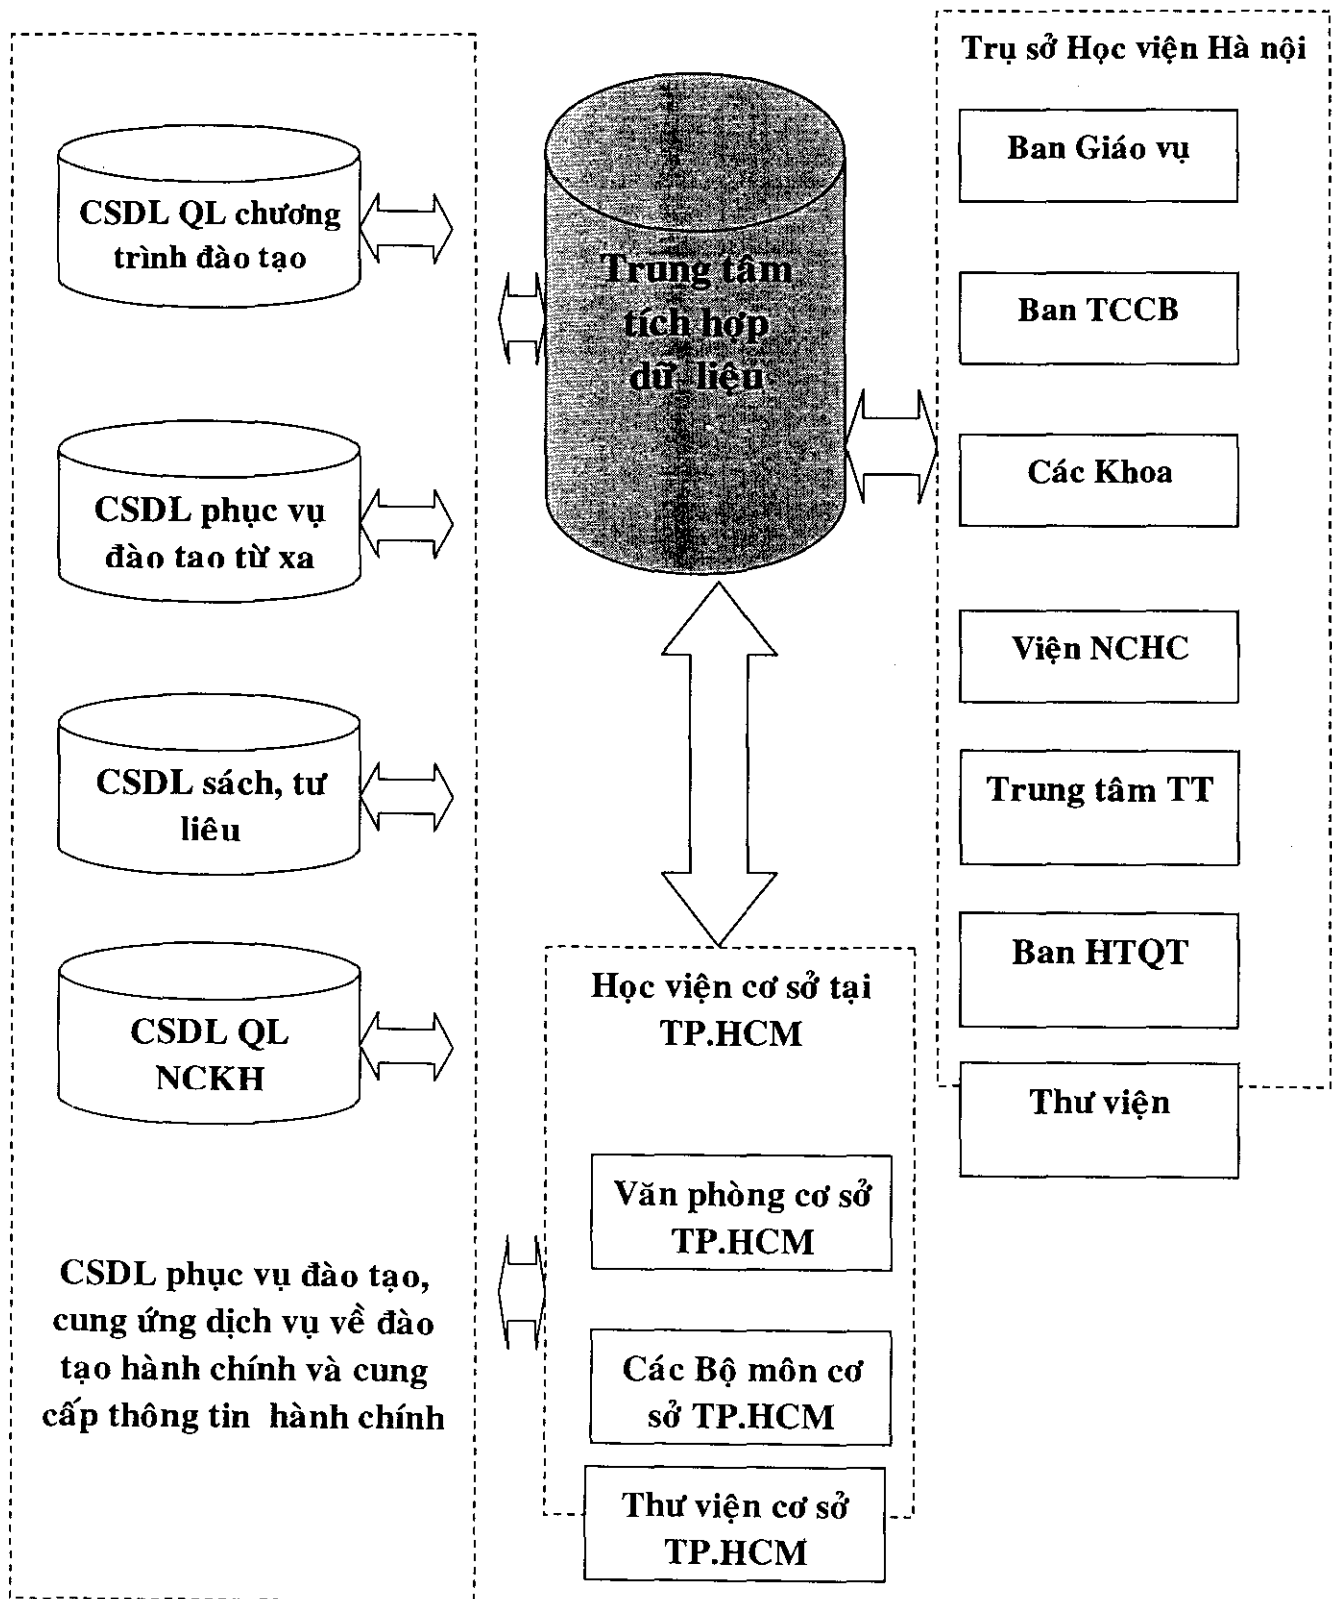 CSDL QL chương
trình đào tạo
CSDL phục vụ
đào tao từ xa
CSDL sách, tư
liêu
CSDL QL
NCKH
CSDL phục vụ đào tạo,
cung ứng dịch vụ về đào
tạo hành chính và cung
cấp thông tin hành chính
Trung tâm
tích hợp
dữ liệu
Học viện cơ sở tại
TP.HCM
Văn phòng cơ sở
TP.HCM
Các Bộ môn cơ
sở TP.HCM
Thư viện cơ sở
TP.HCM
Trụ sở Học viện Hà nội
Ban Giáo vụ
Ban TCCB
Các Khoa
Viện NCHC
Trung tâm TT
Ban HTQT
Thư viện